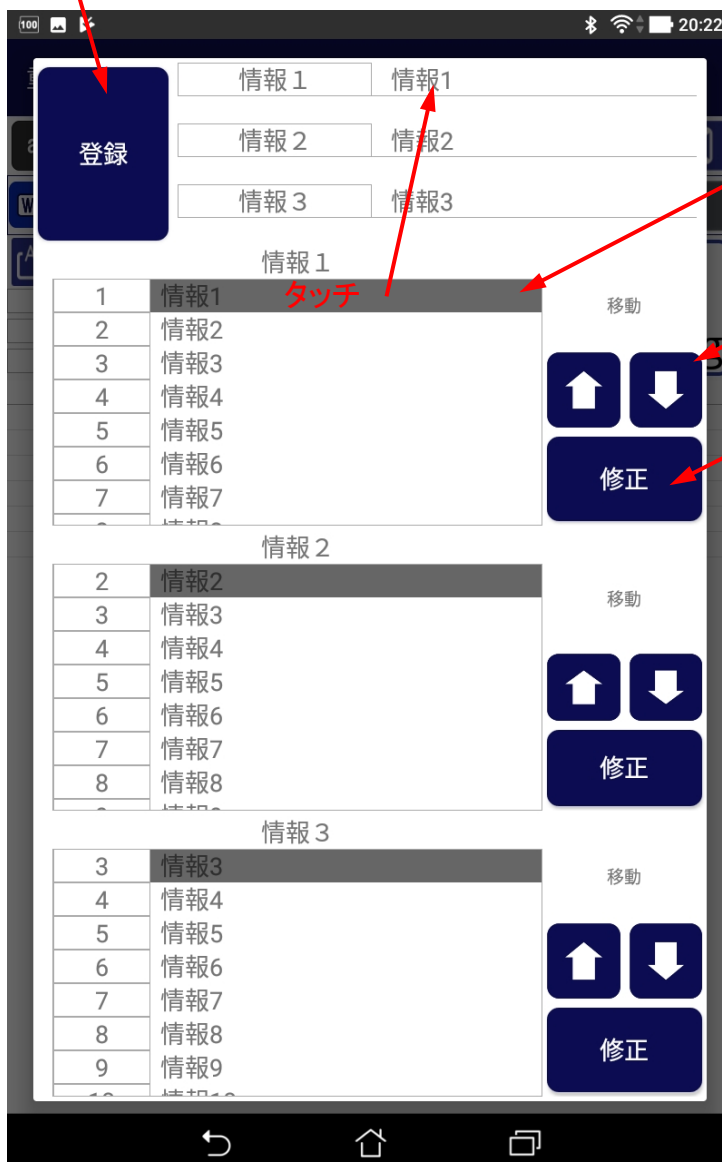 100 20:22
登録
情報１ 情報1
情報２ 情報2
情報３ 情報3
情報１
1 情報1 タッチ
2 情報2
3 情報3
4 情報4
5 情報5
6 情報6
7 情報7
移動
修正
情報２
2 情報2
3 情報3
4 情報4
5 情報5
6 情報6
7 情報7
8 情報8
移動
修正
情報３
3 情報3
4 情報4
5 情報5
6 情報6
7 情報7
8 情報8
9 情報9
移動
修正